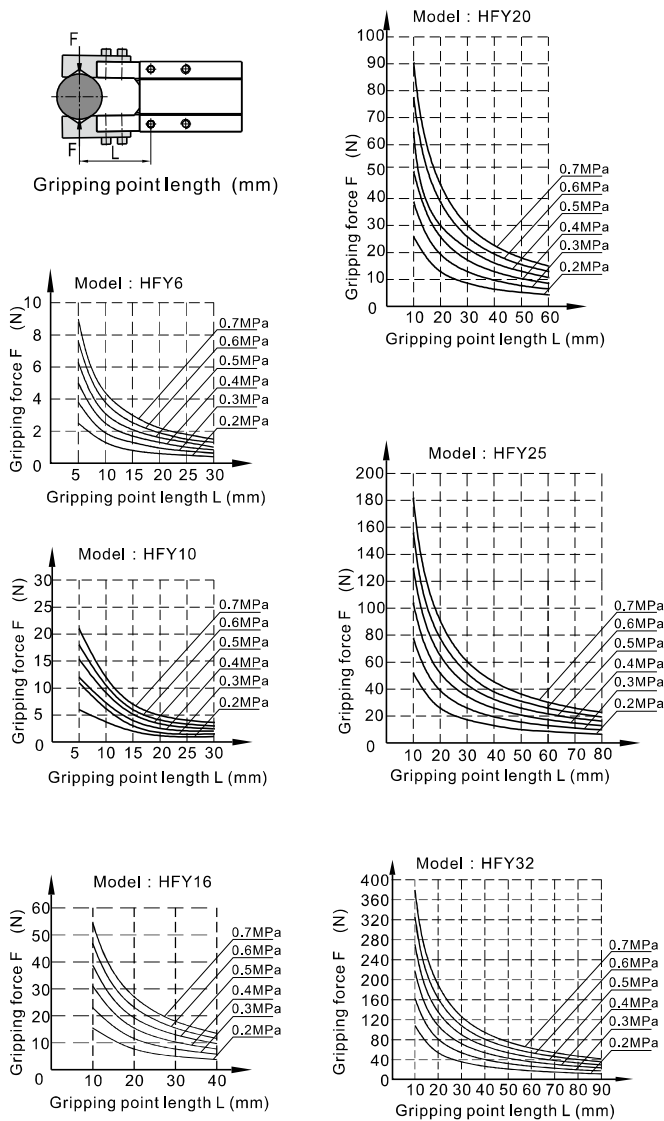 F
F
L
Gripping point length (mm)
Model : HFY6
Gripping force F (N)
10
8
6
4
2
0
0.7MPa
0.6MPa
0.5MPa
0.4MPa
0.3MPa
0.2MPa
5 10 15 20 25 30
Gripping point length L (mm)
Model : HFY10
Gripping force F (N)
30
25
20
15
10
5
0
0.7MPa
0.6MPa
0.5MPa
0.4MPa
0.3MPa
0.2MPa
5 10 15 20 25 30
Gripping point length L (mm)
Model : HFY16
Gripping force F (N)
60
50
40
30
20
10
0
0.7MPa
0.6MPa
0.5MPa
0.4MPa
0.3MPa
0.2MPa
10 20 30 40
Gripping point length L (mm)
Model : HFY20
Gripping force F (N)
100
90
80
70
60
50
40
30
20
10
0
0.7MPa
0.6MPa
0.5MPa
0.4MPa
0.3MPa
0.2MPa
10 20 30 40 50 60
Gripping point length L (mm)
Model : HFY25
Gripping force F (N)
200
180
160
140
120
100
80
60
40
20
0
0.7MPa
0.6MPa
0.5MPa
0.4MPa
0.3MPa
0.2MPa
10 20 30 40 50 60 70 80
Gripping point length L (mm)
Model : HFY32
Gripping force F (N)
400
360
320
280
240
200
160
120
80
40
0
0.7MPa
0.6MPa
0.5MPa
0.4MPa
0.3MPa
0.2MPa
10 20 30 40 50 60 70 80 90
Gripping point length L (mm)